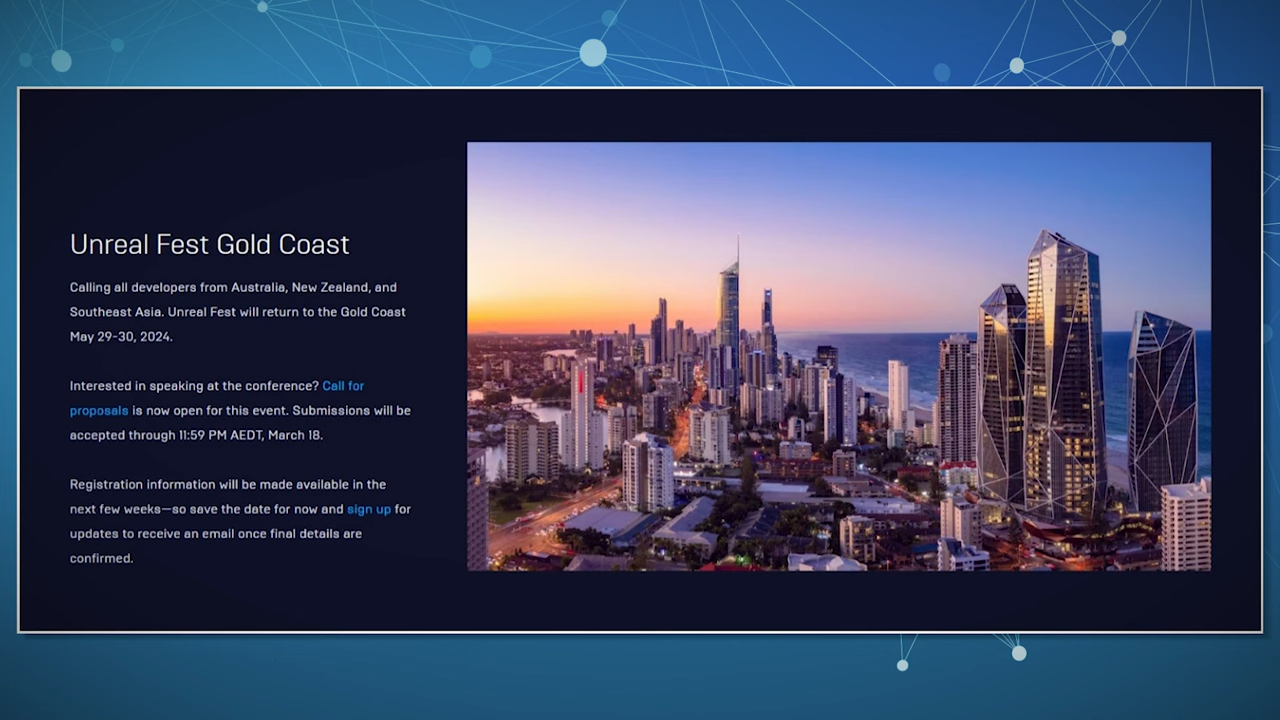 Unreal Fest Gold Coast
Calling all developers from Australia, New Zealand, and
Southeast Asia. Unreal Fest will return to the Gold Coast
May 29-30, 2024.
Interested in speaking at the conference? Call for
proposals is now open for this event. Submissions will be
accepted through 11:59 PM AEDT, March 18.
Registration information will be made available in the
next few weeks—so save the date for now and sign up for
updates to receive an email once final details are
confirmed.